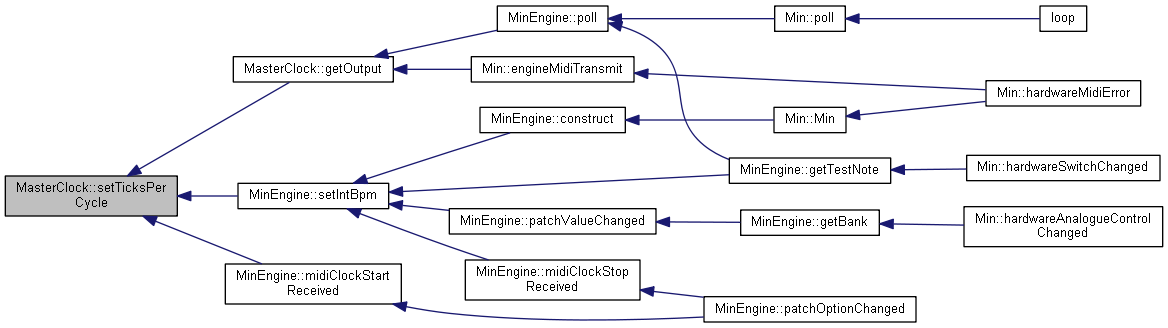 MinEngine::poll
Min::poll
loop
MasterClock::getOutput
Min::engineMidiTransmit
Min::hardwareMidiError
MinEngine::construct
Min::Min
MinEngine::getTestNote
Min::hardwareSwitchChanged
MasterClock::setTicksPer
Cycle
MinEngine::setIntBpm
MinEngine::patchValueChanged
MinEngine::getBank
Min::hardwareAnalogueControl
Changed
MinEngine::midiClockStart
Received
MinEngine::midiClockStop
Received
MinEngine::patchOptionChanged